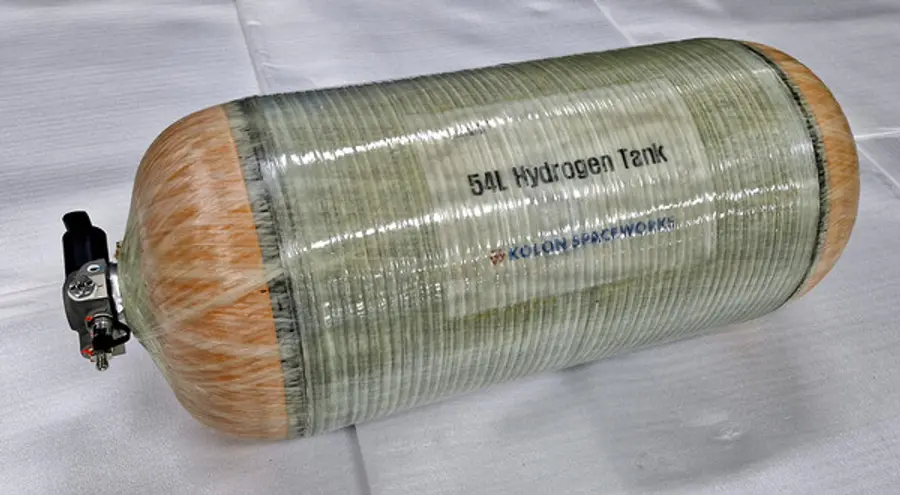 54L Hydrogen Tank
KOLON SPACEWORKS